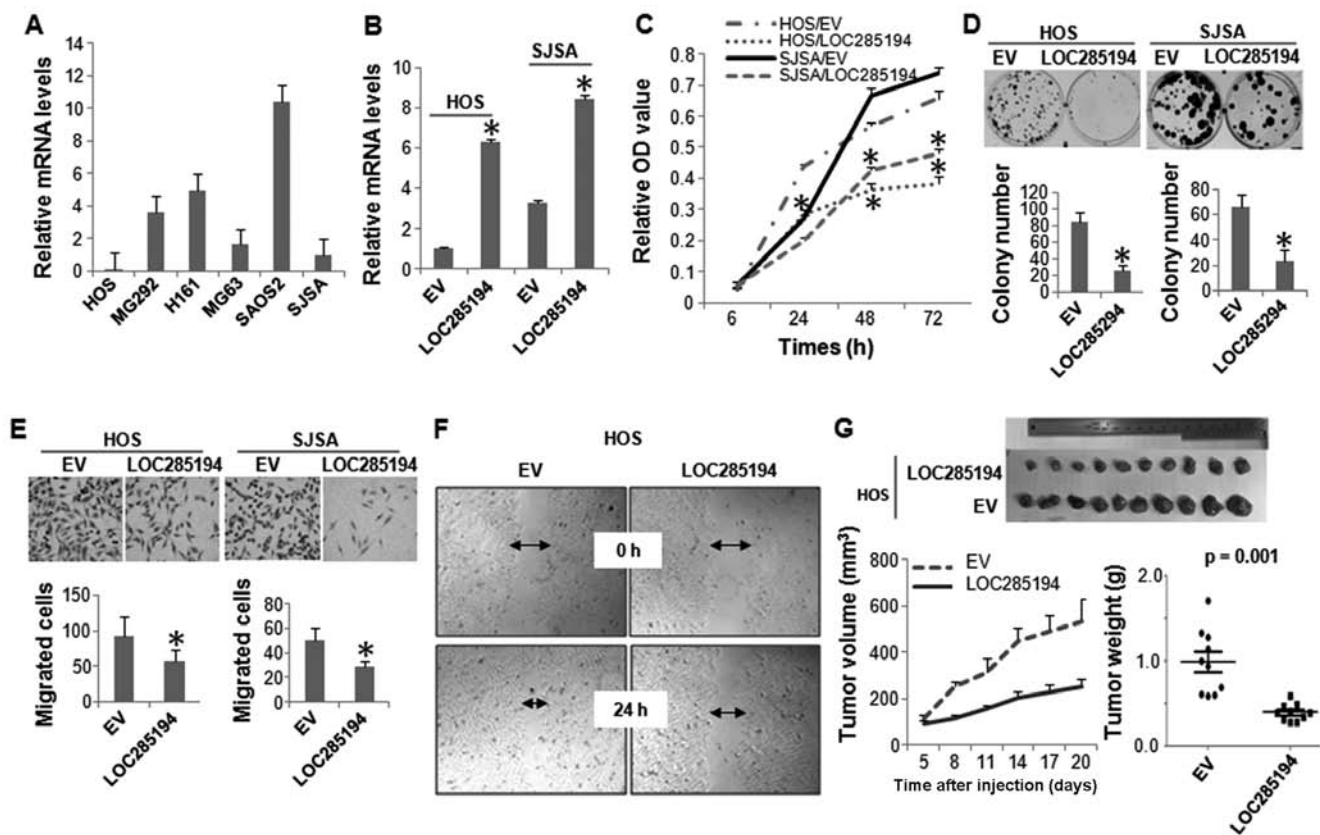 A
Relative mRNA levels
14
12
10
8
6
4
2
0
HOS
MG292
H161
MG63
SAOS2
SJSA
B
Relative mRNA levels
10
8
6
4
2
0
HOS
SJSA
*
*
EV
LOC285194
EV
LOC285194
C
HOS/EV
HOS/LOC285194
SJSA/EV
SJSA/LOC285194
Relative OD value
0.8
0.7
0.6
0.5
0.4
0.3
0.2
0.1
0
*
*
*
*
*
6 24 48 72
Times (h)
D
HOS
EV LOC285194
SJSA
EV LOC285194
Colony number
120
100
80
60
40
20
0
*
EV
LOC285294
Colony number
80
60
40
20
0
*
EV
LOC285294
E
HOS
EV LOC285194
SJSA
EV LOC285194
Migrated cells
150
100
50
0
*
EV
LOC285194
Migrated cells
80
60
40
20
0
*
EV
LOC285194
F
HOS
EV LOC285194
0 h
24 h
G
HOS
LOC285194
EV
Tumor volume (mm³)
800
600
400
200
0
EV
LOC285194
5 8 11 14 17 20
Time after injection (days)
p = 0.001
Tumor weight (g)
2.0
1.0
0.0
EV
LOC285194